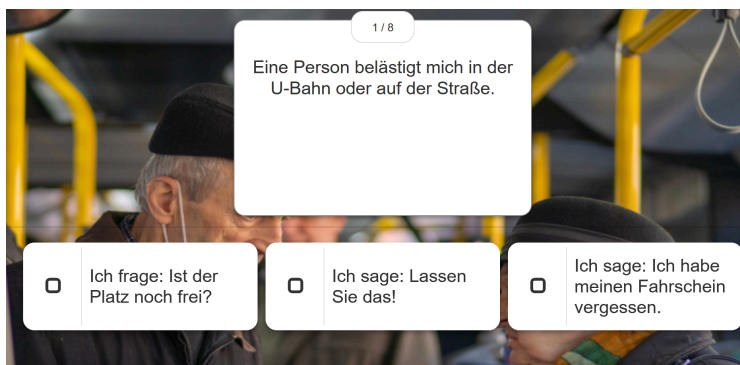 1 / 8
Eine Person belästigt mich in der
U-Bahn oder auf der Straße.
Ich frage: Ist der
Platz noch frei?
Ich sage: Lassen
Sie das!
Ich sage: Ich habe
meinen Fahrschein
vergessen.